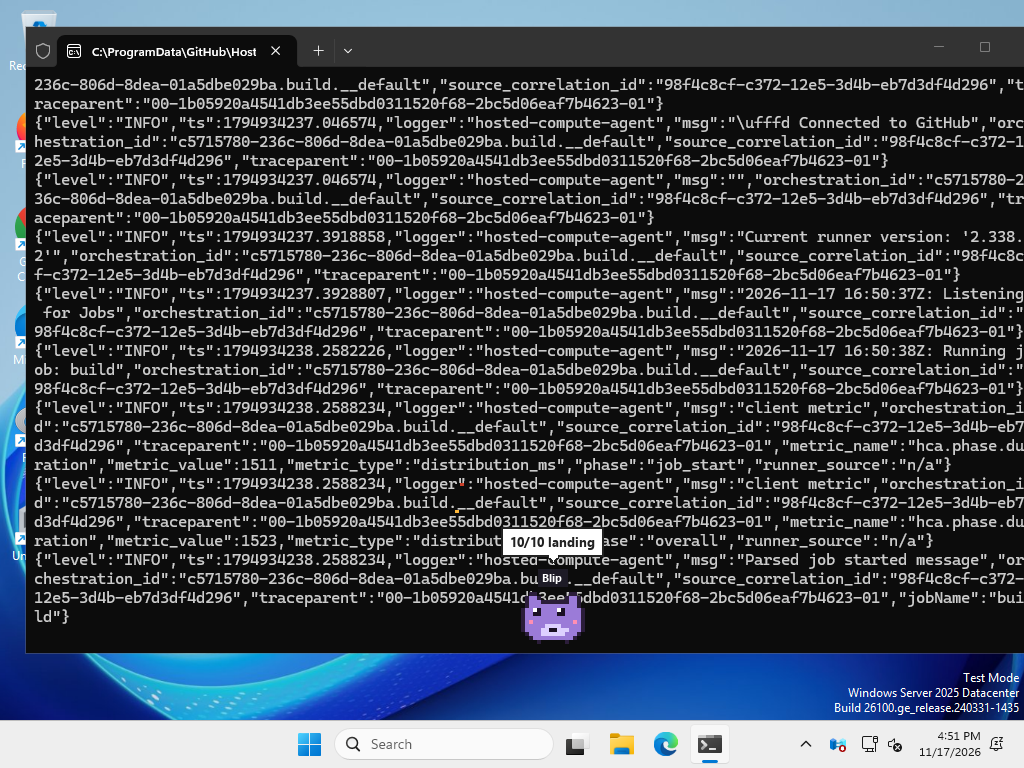 Rec
C:\ProgramData\GitHub\Host
236c-806d-8dea-01a5dbe029ba.build.__default","source_correlation_id":"98f4c8cf-c372-12e5-3d4b-eb7d3df4d296","t
raceparent":"00-1b05920a4541db3ee55dbd0311520f68-2bc5d06eaf7b4623-01"}
{"level":"INFO","ts":1794934237.046574,"logger":"hosted-compute-agent","msg":"\ufffd Connected to GitHub","orc
hestration_id":"c5715780-236c-806d-8dea-01a5dbe029ba.build.__default","source_correlation_id":"98f4c8cf-c372-1
2e5-3d4b-eb7d3df4d296","traceparent":"00-1b05920a4541db3ee55dbd0311520f68-2bc5d06eaf7b4623-01"}
{"level":"INFO","ts":1794934237.046574,"logger":"hosted-compute-agent","msg":"","orchestration_id":"c5715780-2
36c-806d-8dea-01a5dbe029ba.build.__default","source_correlation_id":"98f4c8cf-c372-12e5-3d4b-eb7d3df4d296","tr
aceparent":"00-1b05920a4541db3ee55dbd0311520f68-2bc5d06eaf7b4623-01"}
{"level":"INFO","ts":1794934237.3918858,"logger":"hosted-compute-agent","msg":"Current runner version: '2.338.
2'","orchestration_id":"c5715780-236c-806d-8dea-01a5dbe029ba.build.__default","source_correlation_id":"98f4c8c
f-c372-12e5-3d4b-eb7d3df4d296","traceparent":"00-1b05920a4541db3ee55dbd0311520f68-2bc5d06eaf7b4623-01"}
{"level":"INFO","ts":1794934237.3928807,"logger":"hosted-compute-agent","msg":"2026-11-17 16:50:37Z: Listening
for Jobs","orchestration_id":"c5715780-236c-806d-8dea-01a5dbe029ba.build.__default","source_correlation_id":"
98f4c8cf-c372-12e5-3d4b-eb7d3df4d296","traceparent":"00-1b05920a4541db3ee55dbd0311520f68-2bc5d06eaf7b4623-01"}
{"level":"INFO","ts":1794934238.2582226,"logger":"hosted-compute-agent","msg":"2026-11-17 16:50:38Z: Running j
ob: build","orchestration_id":"c5715780-236c-806d-8dea-01a5dbe029ba.build.__default","source_correlation_id":"
98f4c8cf-c372-12e5-3d4b-eb7d3df4d296","traceparent":"00-1b05920a4541db3ee55dbd0311520f68-2bc5d06eaf7b4623-01"}
{"level":"INFO","ts":1794934238.2588234,"logger":"hosted-compute-agent","msg":"client metric","orchestration_i
d":"c5715780-236c-806d-8dea-01a5dbe029ba.build.__default","source_correlation_id":"98f4c8cf-c372-12e5-3d4b-eb7
d3df4d296","traceparent":"00-1b05920a4541db3ee55dbd0311520f68-2bc5d06eaf7b4623-01","metric_name":"hca.phase.du
ration","metric_value":1511,"metric_type":"distribution_ms","phase":"job_start","runner_source":"n/a"}
{"level":"INFO","ts":1794934238.2588234,"logger":"hosted-compute-agent","msg":"client metric","orchestration_i
d":"c5715780-236c-806d-8dea-01a5dbe029ba.build.__default","source_correlation_id":"98f4c8cf-c372-12e5-3d4b-eb7
d3df4d296","traceparent":"00-1b05920a4541db3ee55dbd0311520f68-2bc5d06eaf7b4623-01","metric_name":"hca.phase.du
ration","metric_value":1523,"metric_type":"distribut ase":"overall","runner_source":"n/a"}
10/10 landing
{"level":"INFO","ts":1794934238.2588234,"logger":"hosted-compute-agent","msg":"Parsed job started message","or
chestration_id":"c5715780-236c-806d-8dea-01a5dbe029ba.bu .__default","source_correlation_id":"98f4c8cf-c372-
Blip
12e5-3d4b-eb7d3df4d296","traceparent":"00-1b05920a4541db3ee55dbd0311520f68-2bc5d06eaf7b4623-01","jobName":"bui
ld"}
Test Mode
Windows Server 2025 Datacenter
Build 26100.ge_release.240331-1435
Search
4:51 PM
11/17/2026